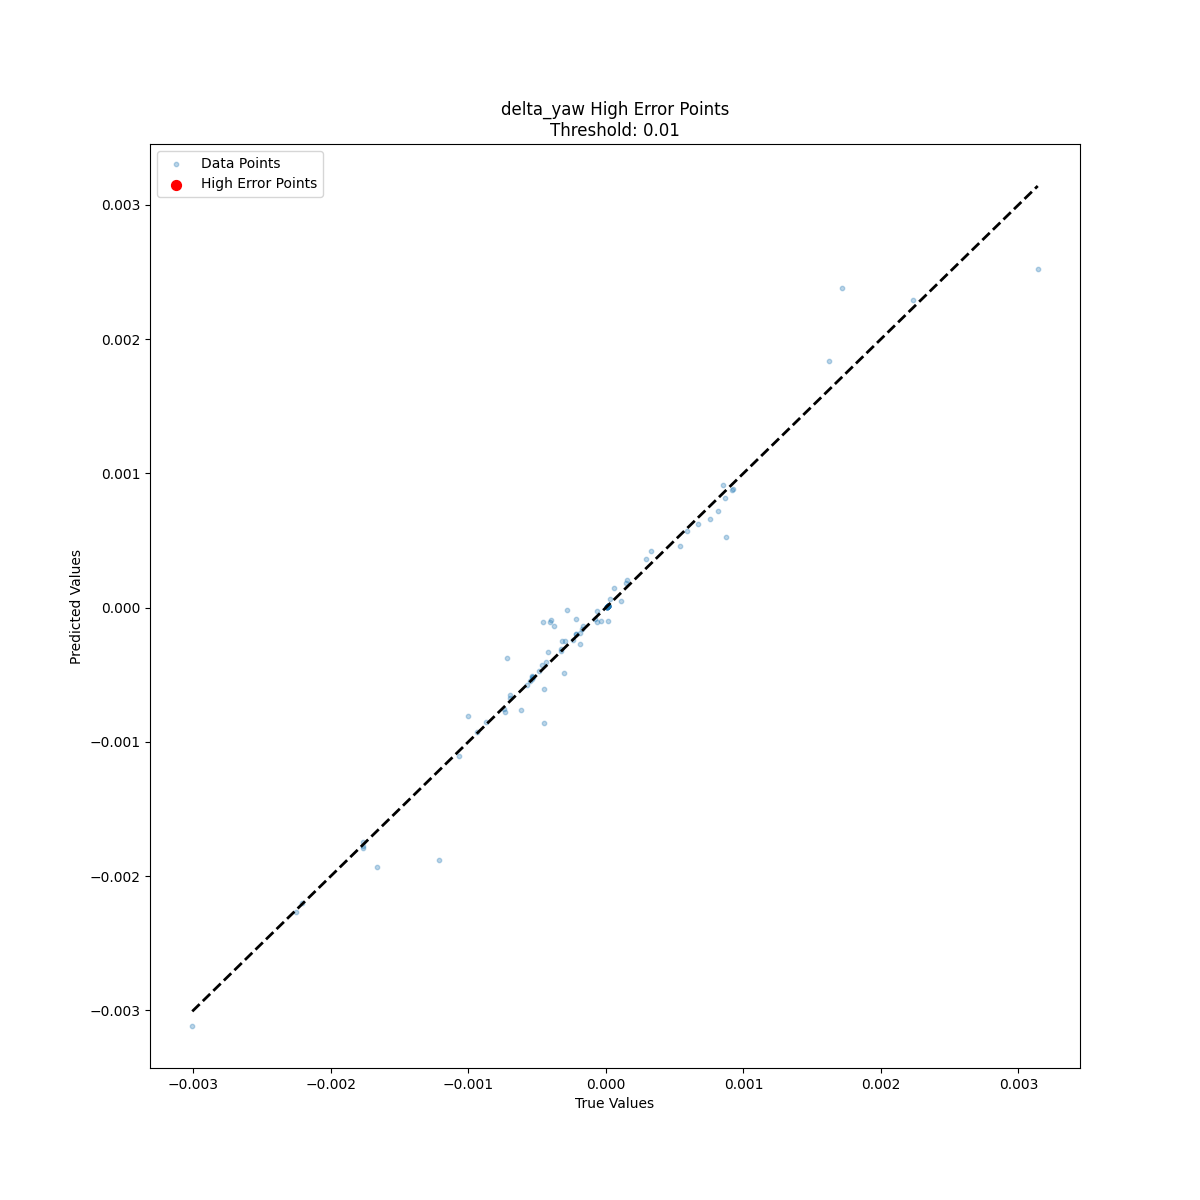 delta_yaw High Error Points
Threshold: 0.01
Data Points
High Error Points
0.003
0.002
0.001
0.000
−0.001
−0.002
−0.003
Predicted Values
−0.003
−0.002
−0.001
0.000
0.001
0.002
0.003
True Values